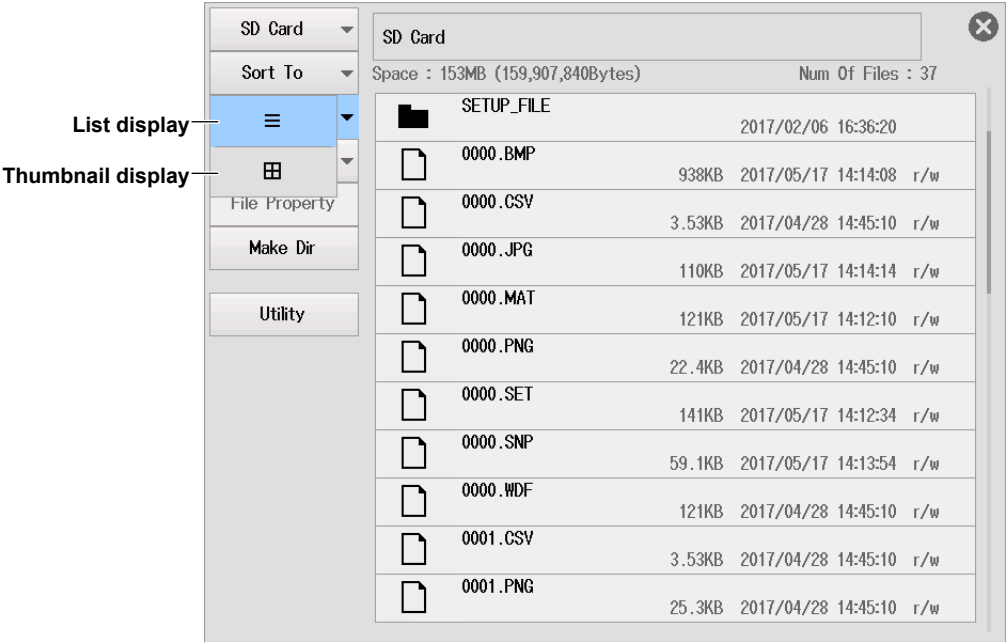 SD Card
Sort To
List display
Thumbnail display
File Property
Make Dir
Utility
SD Card
Space : 153MB (159,907,840Bytes) Num Of Files : 37
SETUP_FILE
2017/02/06 16:36:20
0000.BMP
938KB 2017/05/17 14:14:08 r/w
0000.CSV
3.53KB 2017/04/28 14:45:10 r/w
0000.JPG
110KB 2017/05/17 14:14:14 r/w
0000.MAT
121KB 2017/05/17 14:12:10 r/w
0000.PNG
22.4KB 2017/04/28 14:45:10 r/w
0000.SET
141KB 2017/05/17 14:12:34 r/w
0000.SNP
59.1KB 2017/05/17 14:13:54 r/w
0000.WDF
121KB 2017/04/28 14:45:10 r/w
0001.CSV
3.53KB 2017/04/28 14:45:10 r/w
0001.PNG
25.3KB 2017/04/28 14:45:10 r/w